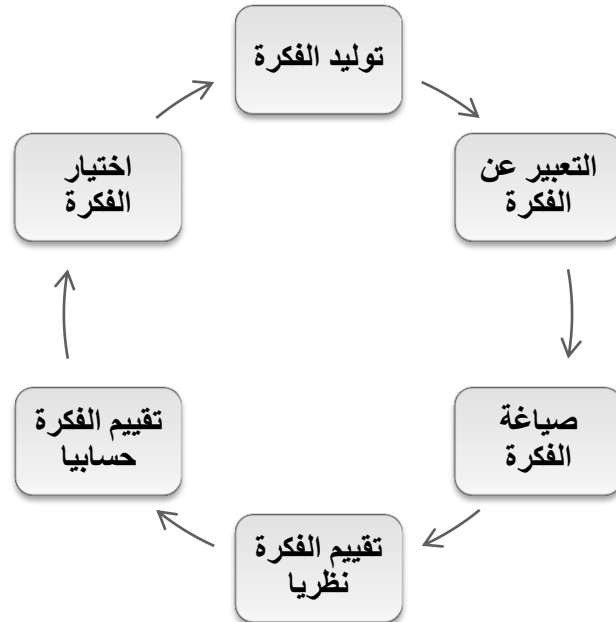 توليد الفكرة
التعبير عن
الفكرة
صياغة
الفكرة
تقييم الفكرة
نظريا
تقييم الفكرة
حسابيا
اختيار
الفكرة